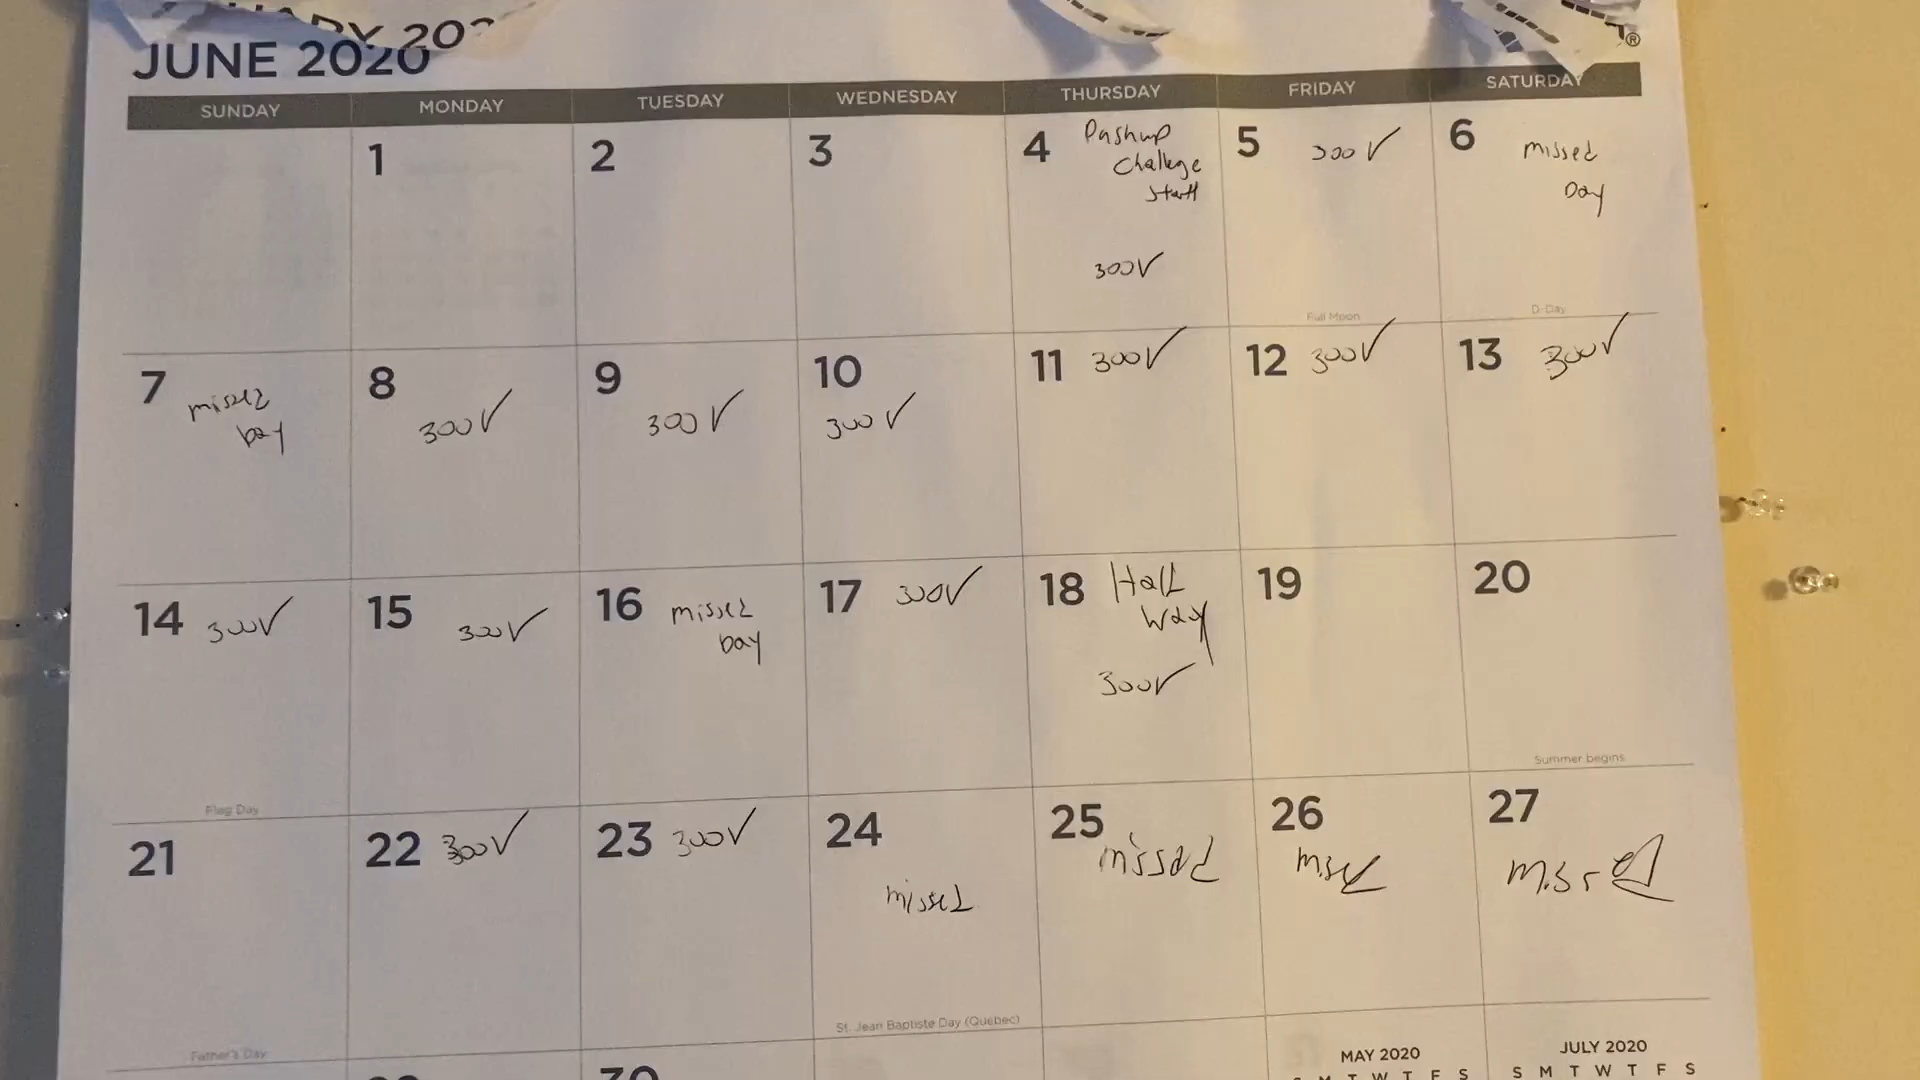 JUNE 2020
SUNDAY MONDAY TUESDAY WEDNESDAY THURSDAY FRIDAY SATURDAY
1 2 3 4 Pushup
Challege
start
300✓
5 300 ✓
Full Moon
6 missed
Day
D-Day
7 missed
Day
8 300✓
9 300 ✓
10 300 ✓
11 300✓
12 300✓
13 300✓
14 300✓
Flag Day
15 300✓
16 missed
Day
17 300✓
18 Half
Way
300✓
19
20
Summer begins
21
Father's Day
22 300✓
23 300✓
24 missed
St. Jean Baptiste Day (Quebec)
25 missed
26 missed
27 missed
30
MAY 2020
M T W T F S
JULY 2020
S M T W T F S